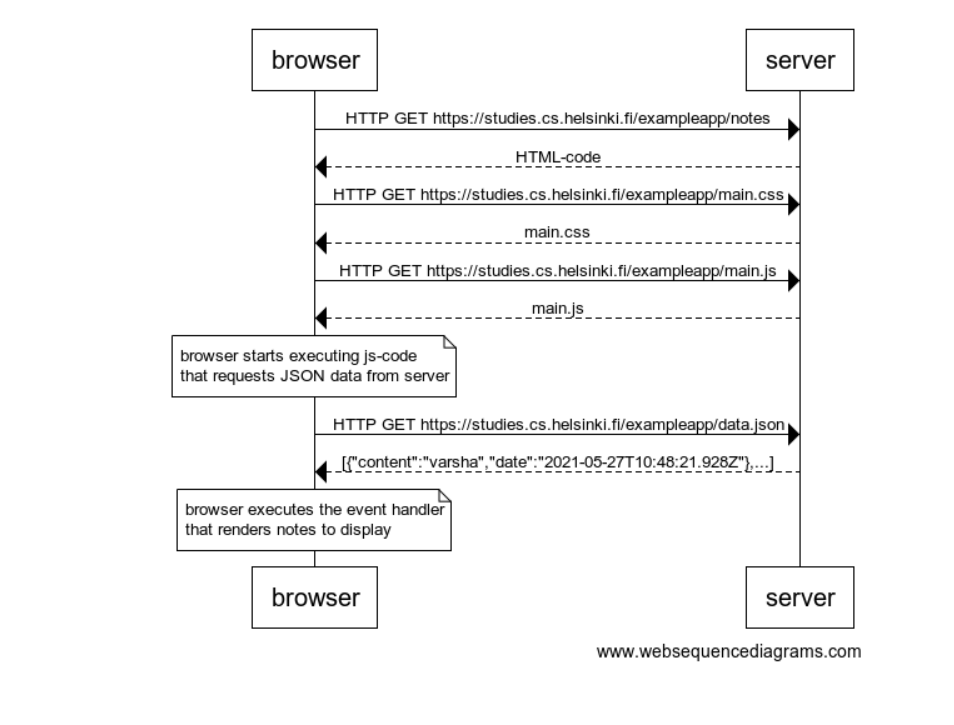 browser
server
HTTP GET https://studies.cs.helsinki.fi/exampleapp/notes
HTML-code
HTTP GET https://studies.cs.helsinki.fi/exampleapp/main.css
main.css
HTTP GET https://studies.cs.helsinki.fi/exampleapp/main.js
main.js
browser starts executing js-code
that requests JSON data from server
HTTP GET https://studies.cs.helsinki.fi/exampleapp/data.json
[{"content":"varsha","date":"2021-05-27T10:48:21.928Z"},...]
browser executes the event handler
that renders notes to display
browser
server
www.websequencediagrams.com